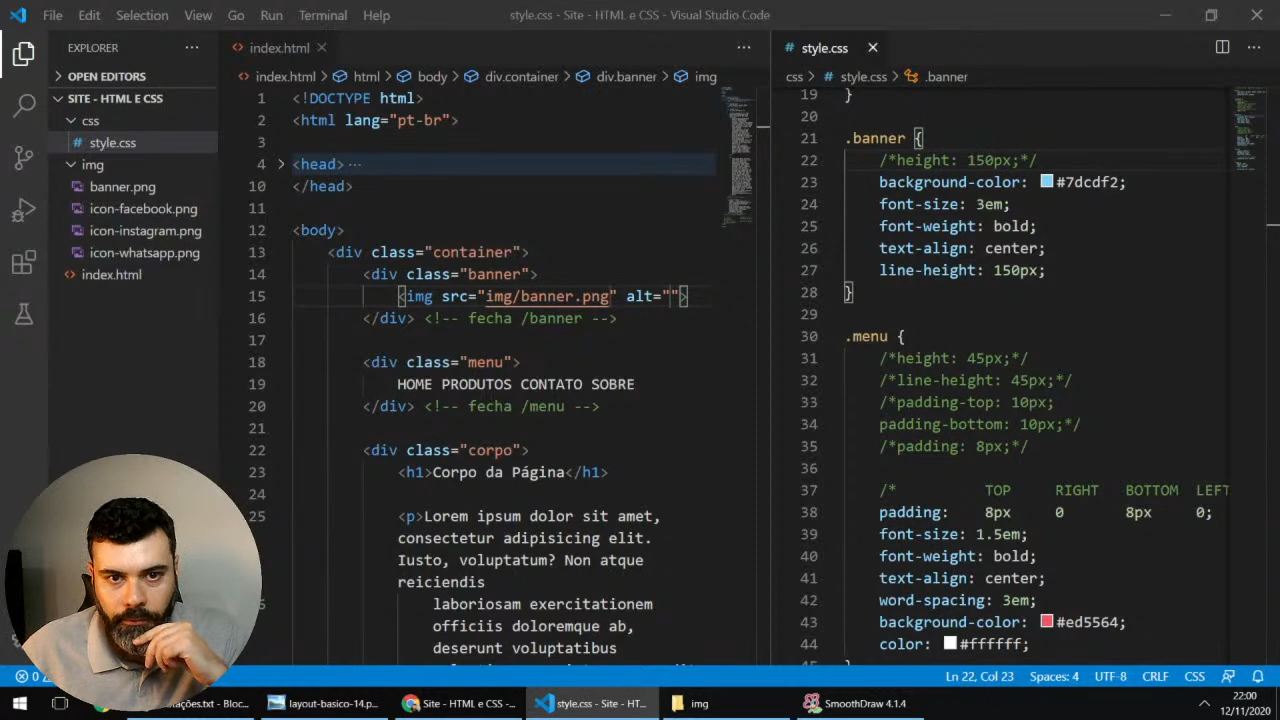 File Edit Selection View Go Run Terminal Help
style.css - Site - HTML e CSS - Visual Studio Code
EXPLORER
OPEN EDITORS
SITE - HTML E CSS
css
style.css
img
banner.png
icon-facebook.png
icon-instagram.png
icon-whatsapp.png
index.html
index.html
index.html html body div.container div.banner img
1 <!DOCTYPE html>
2 <html lang="pt-br">
3
4 <head>
10 </head>
11
12 <body>
13 <div class="container">
14 <div class="banner">
15 <img src="img/banner.png" alt="">
16 </div> <!-- fecha /banner -->
17
18 <div class="menu">
19 HOME PRODUTOS CONTATO SOBRE
20 </div> <!-- fecha /menu -->
21
22 <div class="corpo">
23 <h1>Corpo da Página</h1>
24
25 <p>Lorem ipsum dolor sit amet,
consectetur adipisicing elit.
Iusto, voluptatum? Non atque
reiciendis
laboriosam exercitationem
officiis doloremque ab,
deserunt voluptatibus
style.css
css style.css .banner
19 }
20
21 .banner {
22 /*height: 150px;*/
23 background-color: #7dcdf2;
24 font-size: 3em;
25 font-weight: bold;
26 text-align: center;
27 line-height: 150px;
28 }
29
30 .menu {
31 /*height: 45px;*/
32 /*line-height: 45px;*/
33 /*padding-top: 10px;
34 padding-bottom: 10px;*/
35 /*padding: 8px;*/
36
37 /* TOP RIGHT BOTTOM LEFT
38 padding: 8px 0 8px 0;
39 font-size: 1.5em;
40 font-weight: bold;
41 text-align: center;
42 word-spacing: 3em;
43 background-color: #ed5564;
44 color: #ffffff;
0
Ln 22, Col 23 Spaces: 4 UTF-8 CRLF CSS
tações.txt - Bloc... layout-basico-14.p... Site - HTML e CSS -... style.css - Site - HT... img SmoothDraw 4.1.4
22:00
12/11/2020